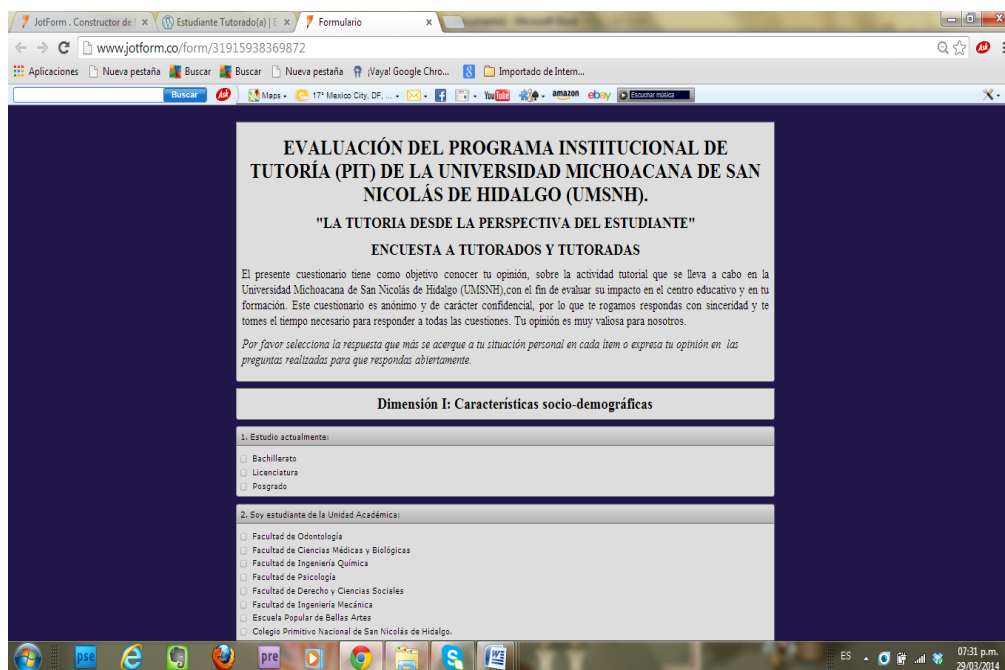 JotForm . Constructor de
Estudiante Tutorado(a) | E
Formulario
www.jotform.co/form/31915938369872
Aplicaciones Nueva pestaña Buscar Buscar Nueva pestaña ¡Vaya! Google Chro... Importado de Intern...
Buscar Ask Maps 17° Mexico City, DF, ... YouTube amazon ebay Escuchar música
EVALUACIÓN DEL PROGRAMA INSTITUCIONAL DE
TUTORÍA (PIT) DE LA UNIVERSIDAD MICHOACANA DE SAN
NICOLÁS DE HIDALGO (UMSNH).
"LA TUTORIA DESDE LA PERSPECTIVA DEL ESTUDIANTE"
ENCUESTA A TUTORADOS Y TUTORADAS
El presente cuestionario tiene como objetivo conocer tu opinión, sobre la actividad tutorial que se lleva a cabo en la
Universidad Michoacana de San Nicolás de Hidalgo (UMSNH),con el fin de evaluar su impacto en el centro educativo y en tu
formación. Este cuestionario es anónimo y de carácter confidencial, por lo que te rogamos respondas con sinceridad y te
tomes el tiempo necesario para responder a todas las cuestiones. Tu opinión es muy valiosa para nosotros.
Por favor selecciona la respuesta que más se acerque a tu situación personal en cada ítem o expresa tu opinión en las
preguntas realizadas para que respondas abiertamente.
Dimensión I: Características socio-demográficas
1. Estudio actualmente:
Bachillerato
Licenciatura
Posgrado
2. Soy estudiante de la Unidad Académica:
Facultad de Odontología
Facultad de Ciencias Médicas y Biológicas
Facultad de Ingeniería Química
Facultad de Psicología
Facultad de Derecho y Ciencias Sociales
Facultad de Ingeniería Mecánica
Escuela Popular de Bellas Artes
Colegio Primitivo Nacional de San Nicolás de Hidalgo.
pse pre ES 07:31 p.m.
29/03/2014